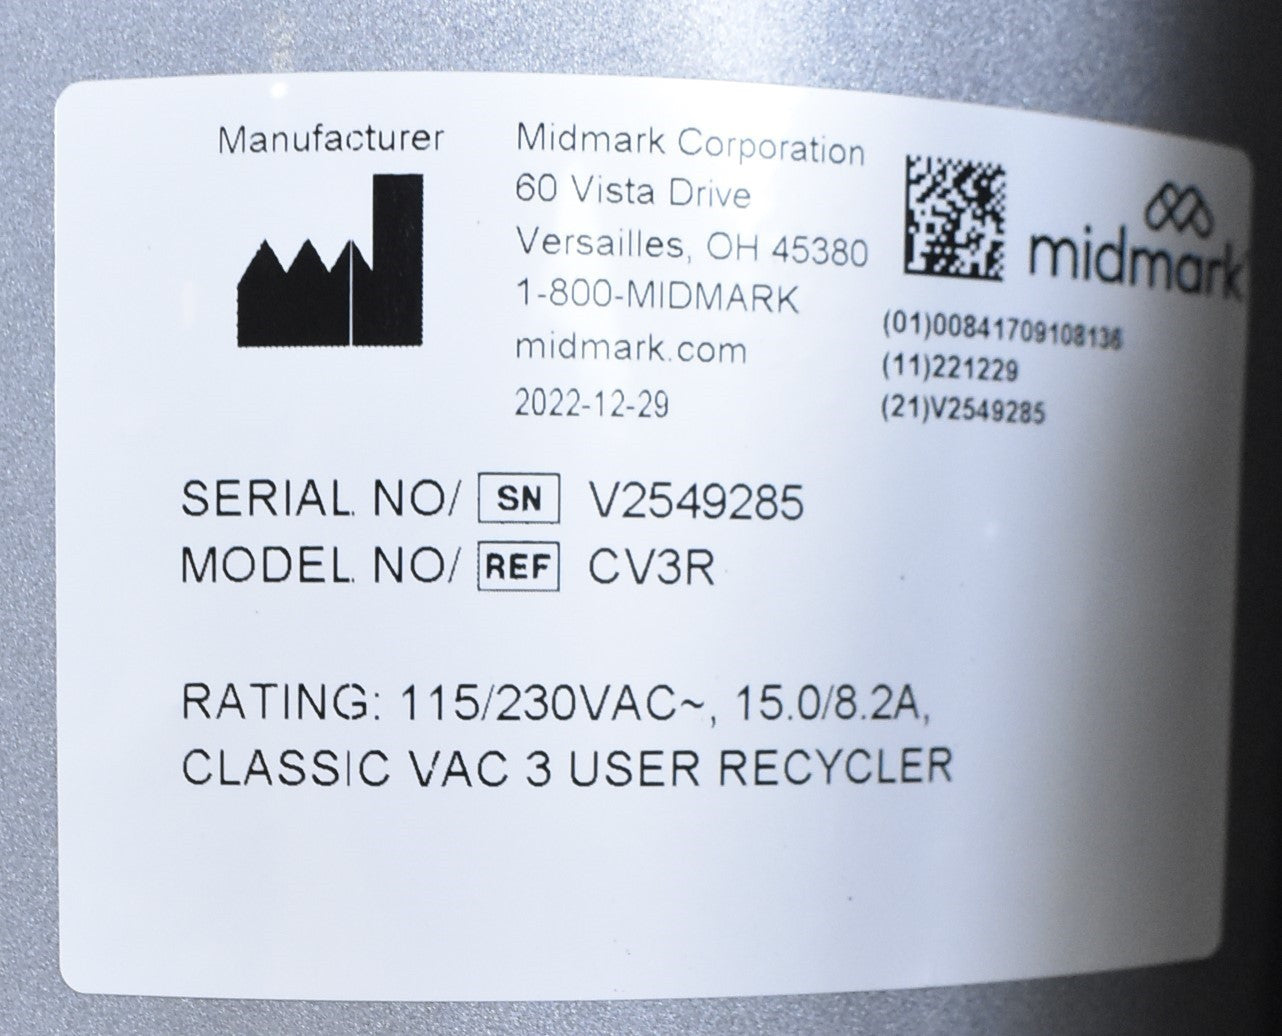 Manufacturer
Midmark Corporation
60 Vista Drive
Versailles, OH 45380
1-800-MIDMARK
midmark.com
2022-12-29
midmark
(01)00841709108136
(11)221229
(21)V2549285
SERIAL NO/ SN V2549285
MODEL NO/ REF CV3R
RATING: 115/230VAC~, 15.0/8.2A,
CLASSIC VAC 3 USER RECYCLER